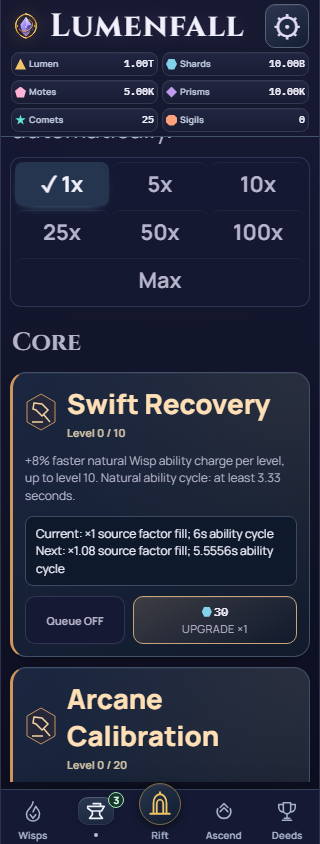 LUMENFALL
Lumen 1.00T
Shards 10.00B
Motes 5.00K
Prisms 10.00K
Comets 25
Sigils 0
automatically.
✓ 1x 5x 10x
25x 50x 100x
Max
CORE
Swift Recovery
Level 0 / 10
+8% faster natural Wisp ability charge per level,
up to level 10. Natural ability cycle: at least 3.33
seconds.
Current: ×1 source factor fill; 6s ability cycle
Next: ×1.08 source factor fill; 5.5556s ability
cycle
Queue OFF
30
UPGRADE ×1
Arcane
Calibration
Level 0 / 20
3
Wisps
Rift
Ascend
Deeds